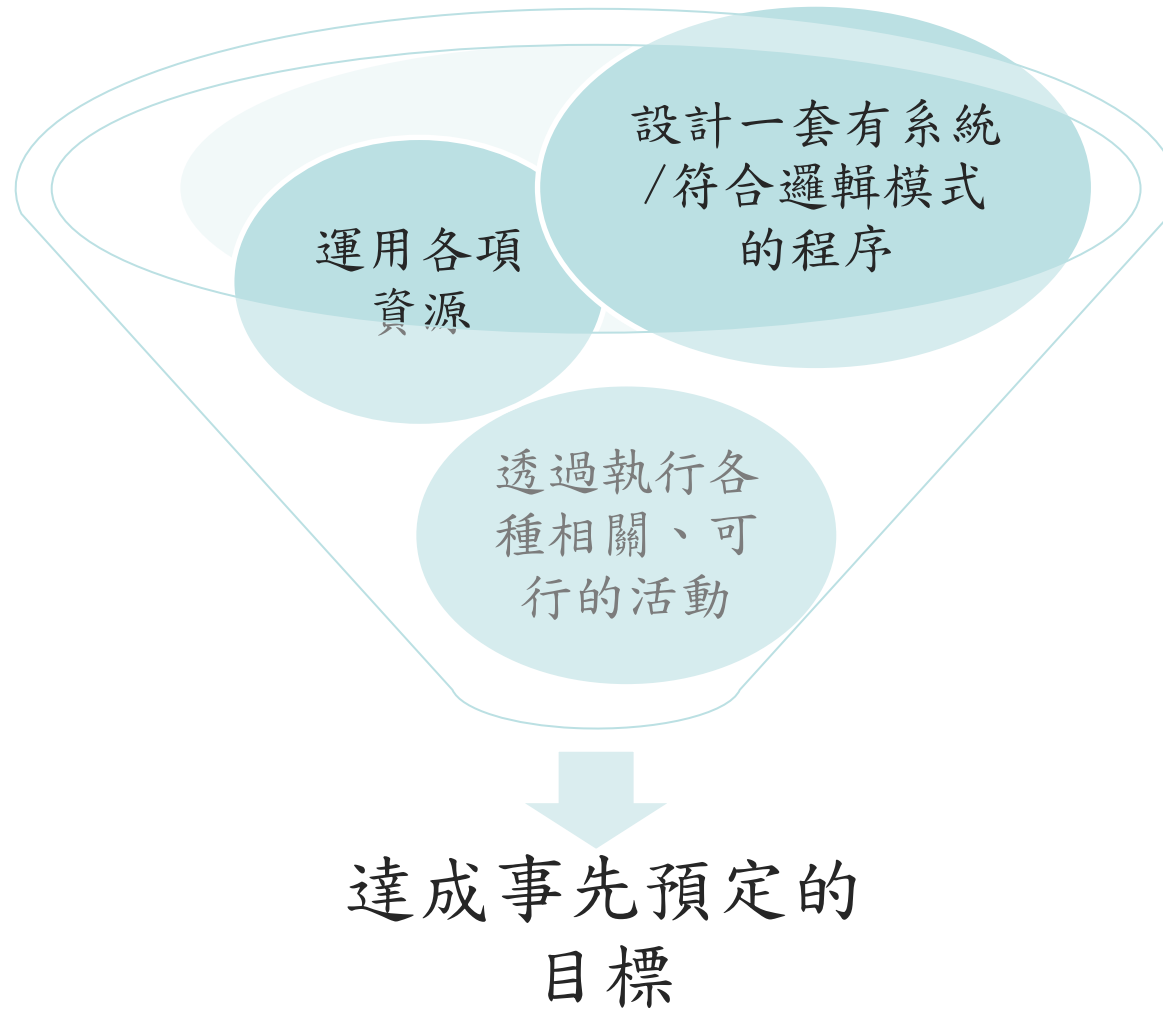 設計一套有系統
/符合邏輯模式
的程序
運用各項
資源
透過執行各
種相關、可
行的活動
達成事先預定的
目標